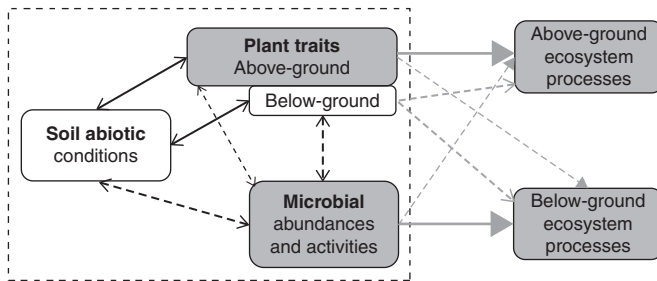 Plant traits
Above-ground
Below-ground
Soil abiotic
conditions
Microbial
abundances
and activities
Above-ground
ecosystem
processes
Below-ground
ecosystem
processes